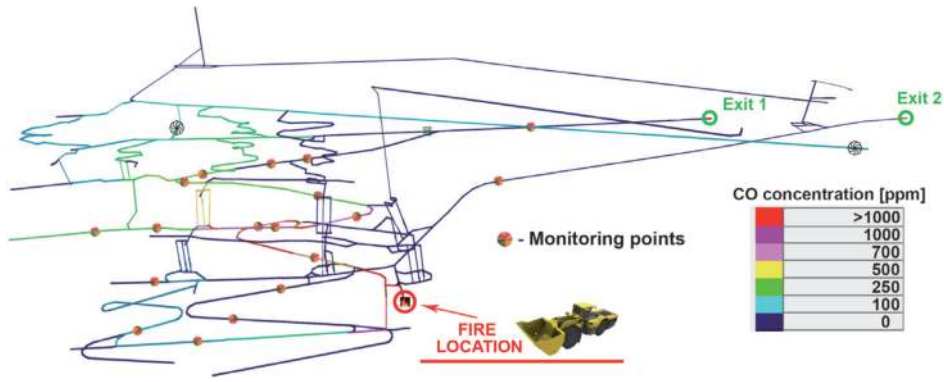 Exit 1
Exit 2
CO concentration [ppm]
>1000
1000
700
500
250
100
0
- Monitoring points
FIRE
LOCATION